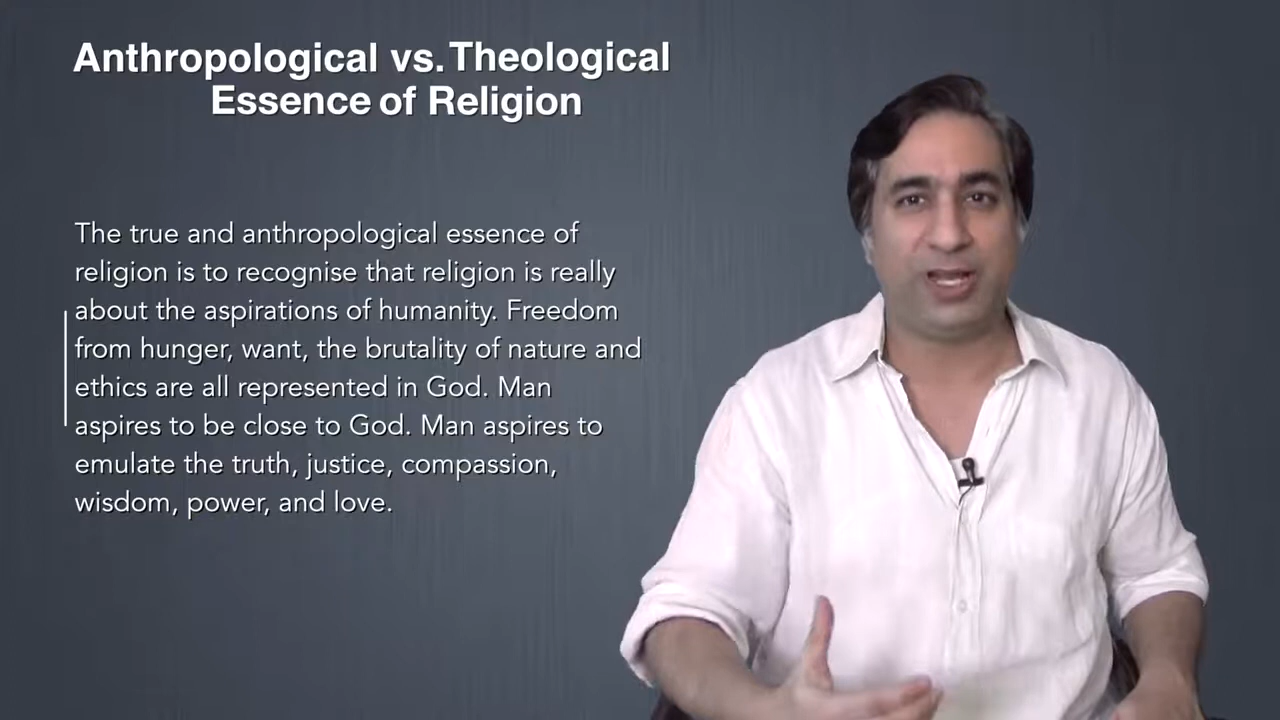 Anthropological vs. Theological
Essence of Religion
The true and anthropological essence of
religion is to recognise that religion is really
about the aspirations of humanity. Freedom
from hunger, want, the brutality of nature and
ethics are all represented in God. Man
aspires to be close to God. Man aspires to
emulate the truth, justice, compassion,
wisdom, power, and love.